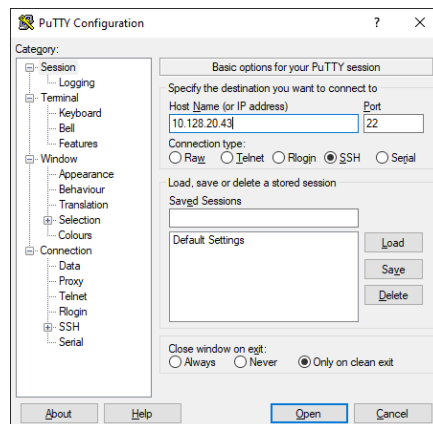 PuTTY Configuration ? ×
Category:
Session
Logging
Terminal
Keyboard
Bell
Features
Window
Appearance
Behaviour
Translation
Selection
Colours
Connection
Data
Proxy
Telnet
Rlogin
SSH
Serial
Basic options for your PuTTY session
Specify the destination you want to connect to
Host Name (or IP address) Port
10.128.20.43 22
Connection type:
Raw Telnet Rlogin SSH Serial
Load, save or delete a stored session
Saved Sessions
Default Settings
Load
Save
Delete
Close window on exit:
Always Never Only on clean exit
About Help Open Cancel